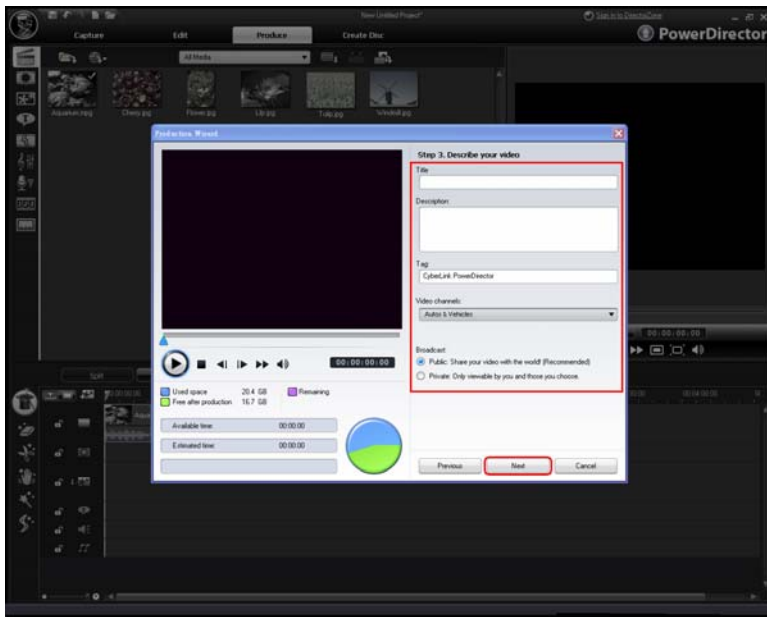 New Untitled Project*
Sign in to DirectorZone
Capture
Edit
Produce
Create Disc
PowerDirector
All Media
Aquarium.mpg
Cherry.jpg
Flower.jpg
Lily.jpg
Tulip.jpg
Windmill.jpg
Production Wizard
Step 3. Describe your video
Title
Description:
Tag:
CyberLink PowerDirector
Video channels:
Autos & Vehicles
Broadcast
Public: Share your video with the world! (Recommended)
Private: Only viewable by you and those you choose.
00:00:00:00
00:00:00:00
Used space 20.4 GB Remaining
Free after production 16.7 GB
Available time: 00:00:00
Estimated time: 00:00:00
Previous
Next
Cancel
Split